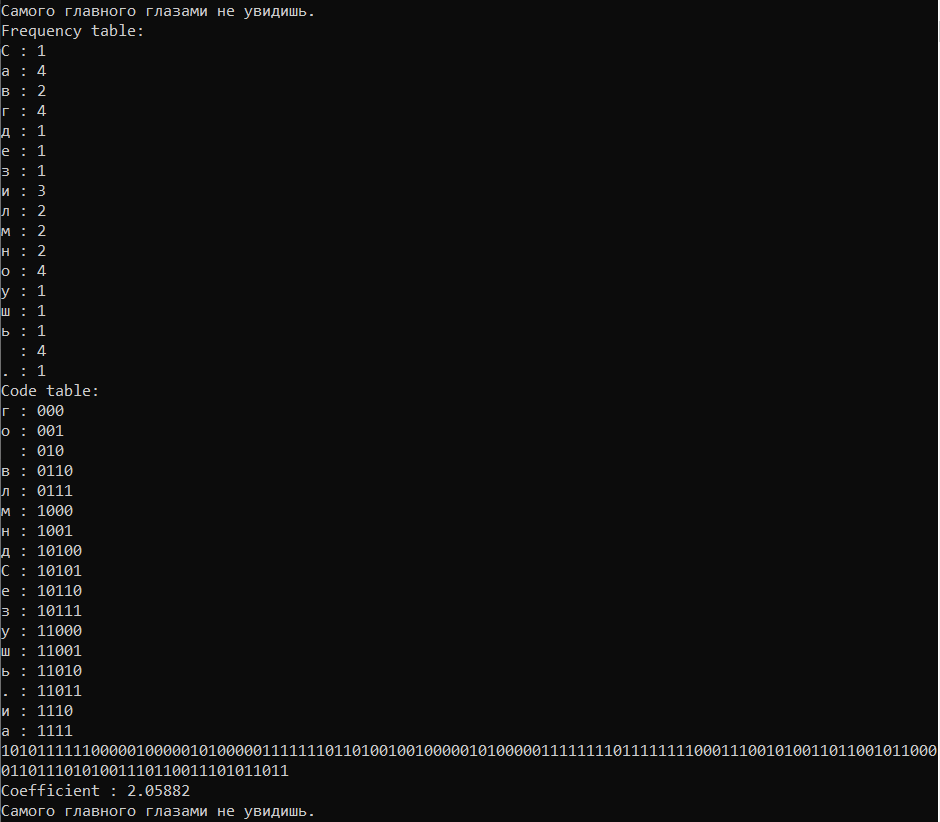 Самого главного глазами не увидишь.
Frequency table:
С : 1
а : 4
в : 2
г : 4
д : 1
е : 1
з : 1
и : 3
л : 2
м : 2
н : 2
о : 4
у : 1
ш : 1
ь : 1
  : 4
. : 1
Code table:
г : 000
о : 001
  : 010
в : 0110
л : 0111
м : 1000
н : 1001
д : 10100
С : 10101
е : 10110
з : 10111
у : 11000
ш : 11001
ь : 11010
. : 11011
и : 1110
а : 1111
10101111110000010000010100000111111101101001001000001010000011111111011111111000111001010011011001011000
01101110101001110110011101011011
Coefficient : 2.05882
Самого главного глазами не увидишь.